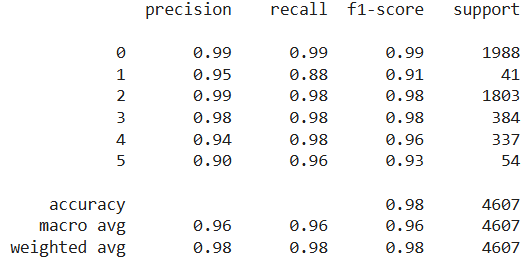 precision recall f1-score support
0 0.99 0.99 0.99 1988
1 0.95 0.88 0.91 41
2 0.99 0.98 0.98 1803
3 0.98 0.98 0.98 384
4 0.94 0.98 0.96 337
5 0.90 0.96 0.93 54
accuracy 0.98 4607
macro avg 0.96 0.96 0.96 4607
weighted avg 0.98 0.98 0.98 4607